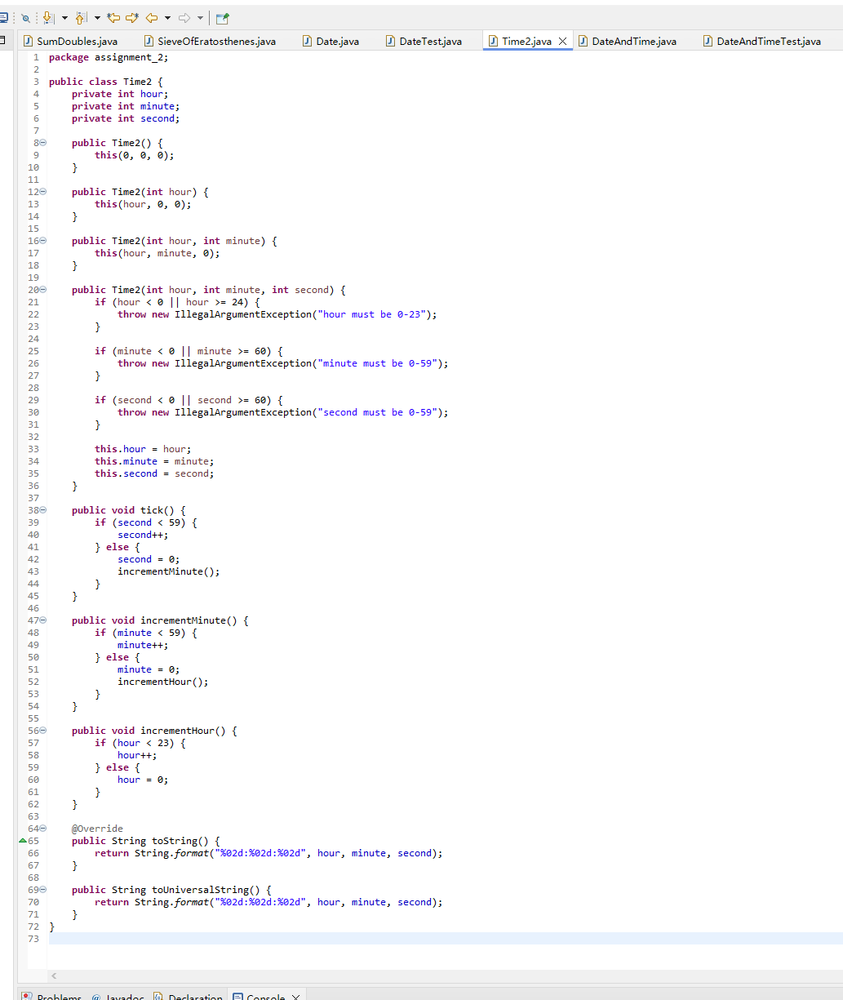 SumDoubles.java SieveOfEratosthenes.java Date.java DateTest.java Time2.java DateAndTime.java DateAndTimeTest.java
1 package assignment_2;
2
3 public class Time2 {
4     private int hour;
5     private int minute;
6     private int second;
7
8     public Time2() {
9         this(0, 0, 0);
10     }
11
12     public Time2(int hour) {
13         this(hour, 0, 0);
14     }
15
16     public Time2(int hour, int minute) {
17         this(hour, minute, 0);
18     }
19
20     public Time2(int hour, int minute, int second) {
21         if (hour < 0 || hour >= 24) {
22             throw new IllegalArgumentException("hour must be 0-23");
23         }
24
25         if (minute < 0 || minute >= 60) {
26             throw new IllegalArgumentException("minute must be 0-59");
27         }
28
29         if (second < 0 || second >= 60) {
30             throw new IllegalArgumentException("second must be 0-59");
31         }
32
33         this.hour = hour;
34         this.minute = minute;
35         this.second = second;
36     }
37
38     public void tick() {
39         if (second < 59) {
40             second++;
41         } else {
42             second = 0;
43             incrementMinute();
44         }
45     }
46
47     public void incrementMinute() {
48         if (minute < 59) {
49             minute++;
50         } else {
51             minute = 0;
52             incrementHour();
53         }
54     }
55
56     public void incrementHour() {
57         if (hour < 23) {
58             hour++;
59         } else {
60             hour = 0;
61         }
62     }
63
64     @Override
65     public String toString() {
66         return String.format("%02d:%02d:%02d", hour, minute, second);
67     }
68
69     public String toUniversalString() {
70         return String.format("%02d:%02d:%02d", hour, minute, second);
71     }
72 }
73
Problems @ Javadoc Declaration Console